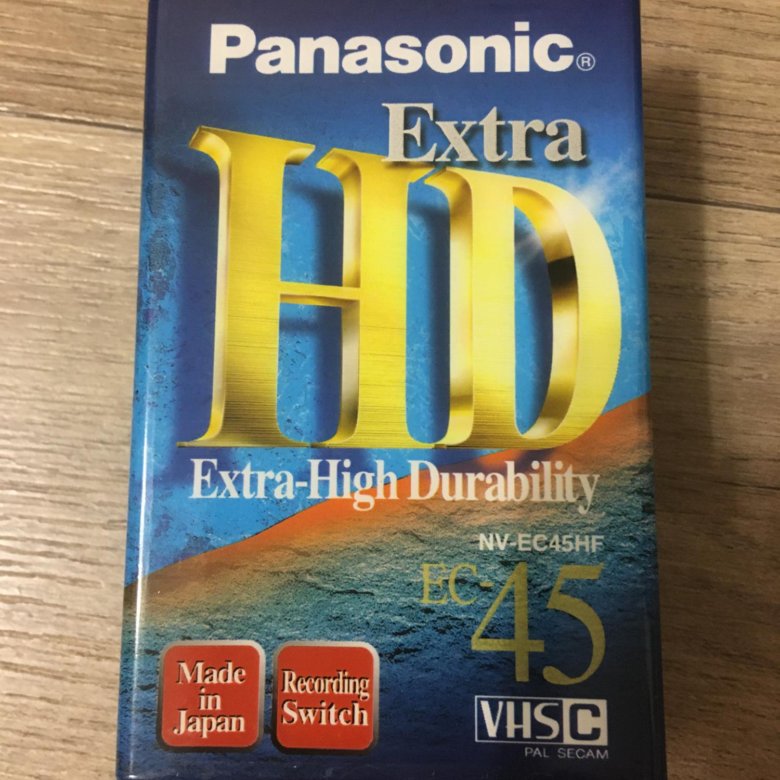 Panasonic®
Extra
HD
Extra-High Durability
NV-EC45HF
EC-45
Made
in
Japan
Recording
Switch
VHSC
PAL SECAM